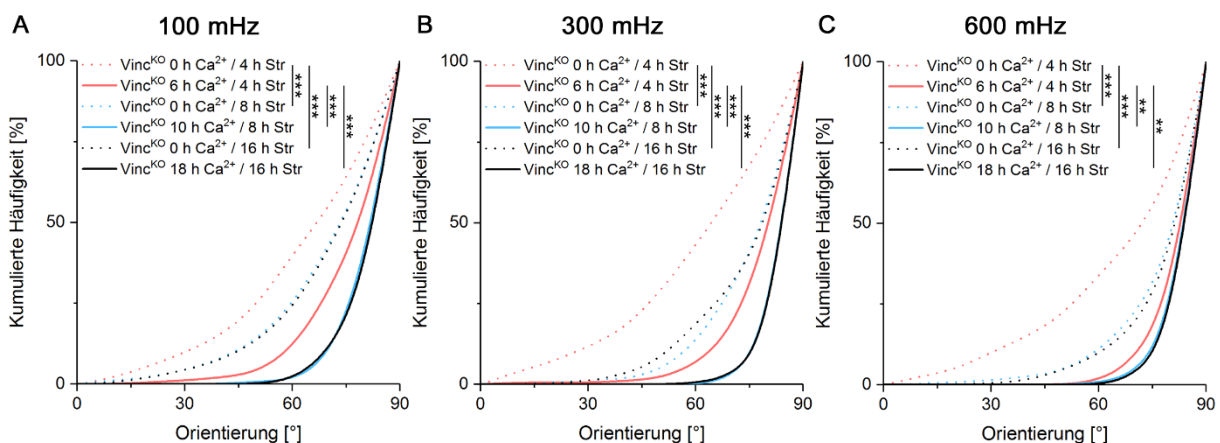 A 100 mHz
Kumulierte Häufigkeit [%]
100
50
0
Vinc^KO 0 h Ca²⁺ / 4 h Str
Vinc^KO 6 h Ca²⁺ / 4 h Str
Vinc^KO 0 h Ca²⁺ / 8 h Str
Vinc^KO 10 h Ca²⁺ / 8 h Str
Vinc^KO 0 h Ca²⁺ / 16 h Str
Vinc^KO 18 h Ca²⁺ / 16 h Str
***
***
***
***
0 30 60 90
Orientierung [°]
B 300 mHz
Kumulierte Häufigkeit [%]
100
50
0
Vinc^KO 0 h Ca²⁺ / 4 h Str
Vinc^KO 6 h Ca²⁺ / 4 h Str
Vinc^KO 0 h Ca²⁺ / 8 h Str
Vinc^KO 10 h Ca²⁺ / 8 h Str
Vinc^KO 0 h Ca²⁺ / 16 h Str
Vinc^KO 18 h Ca²⁺ / 16 h Str
***
***
***
***
0 30 60 90
Orientierung [°]
C 600 mHz
Kumulierte Häufigkeit [%]
100
50
0
Vinc^KO 0 h Ca²⁺ / 4 h Str
Vinc^KO 6 h Ca²⁺ / 4 h Str
Vinc^KO 0 h Ca²⁺ / 8 h Str
Vinc^KO 10 h Ca²⁺ / 8 h Str
Vinc^KO 0 h Ca²⁺ / 16 h Str
Vinc^KO 18 h Ca²⁺ / 16 h Str
***
***
**
**
0 30 60 90
Orientierung [°]